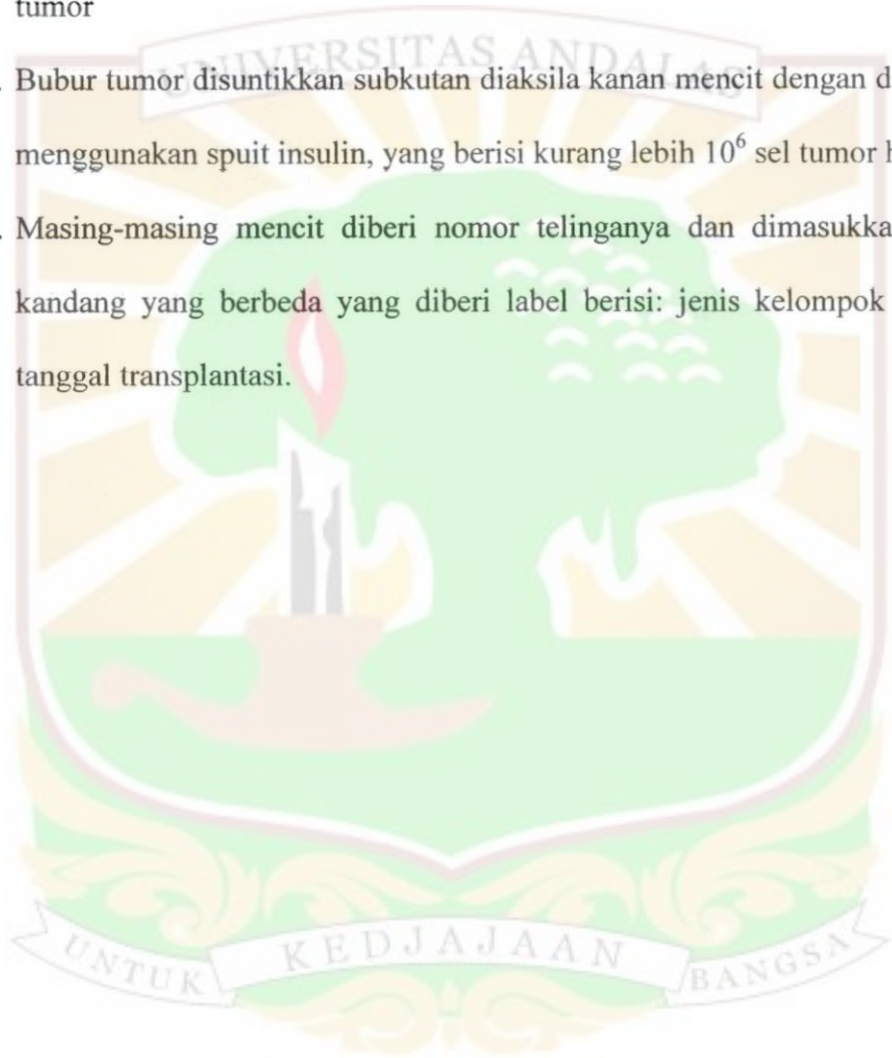 tumor
UNIVERSITAS ANDALAS
. Bubur tumor disuntikkan subkutan diaksila kanan mencit dengan d
menggunakan spuit insulin, yang berisi kurang lebih 10⁶ sel tumor h
. Masing-masing mencit diberi nomor telinganya dan dimasukka
kandang yang berbeda yang diberi label berisi: jenis kelompok
tanggal transplantasi.
UNTUK KEDJAJAAN BANGSA